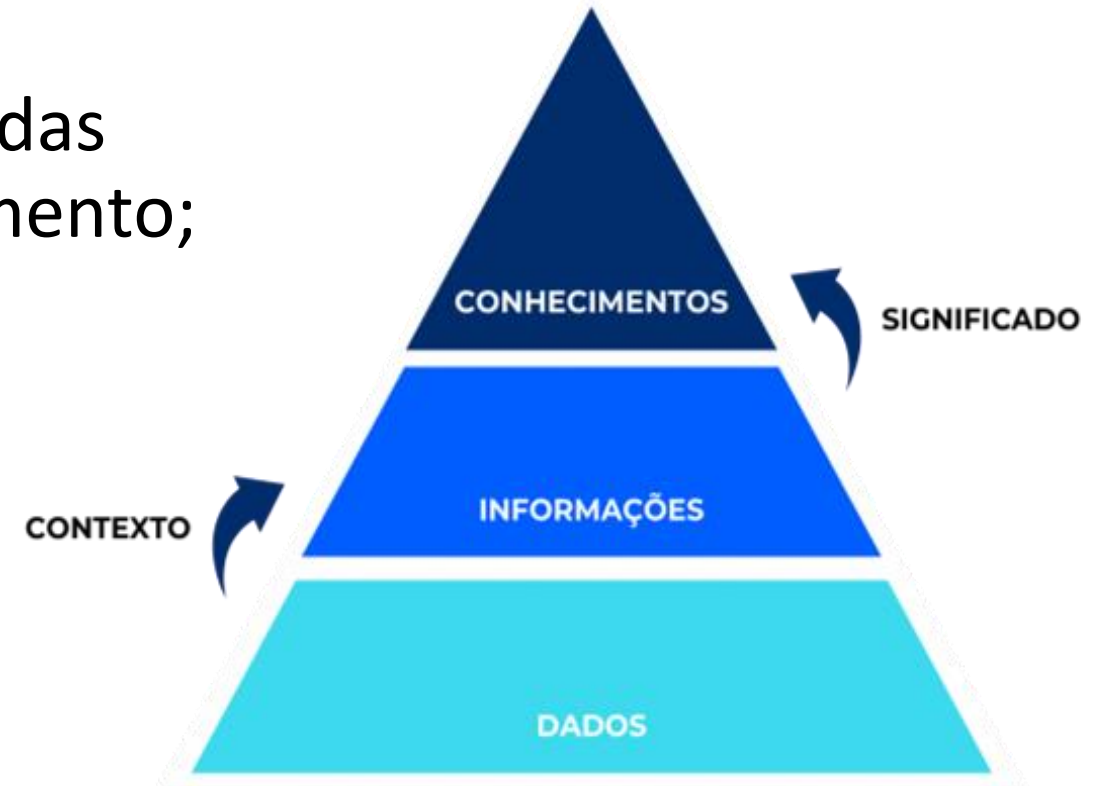 das
mento;
CONHECIMENTOS
SIGNIFICADO
INFORMAÇÕES
CONTEXTO
DADOS